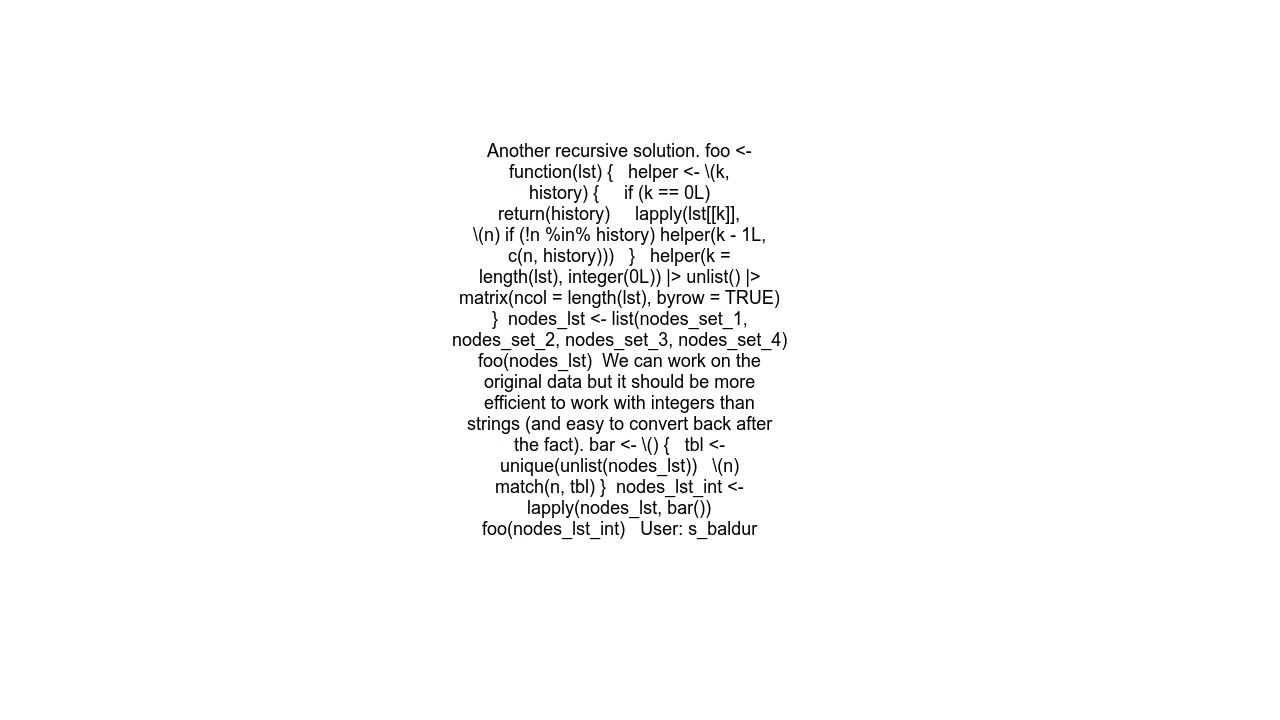 Another recursive solution. foo <-
function(lst) {   helper <- \(k,
history) {     if (k == 0L)
return(history)     lapply(lst[[k]],
\(n) if (!n %in% history) helper(k - 1L,
c(n, history)))   }   helper(k =
length(lst), integer(0L)) |> unlist() |>
matrix(ncol = length(lst), byrow = TRUE)
}  nodes_lst <- list(nodes_set_1,
nodes_set_2, nodes_set_3, nodes_set_4)
foo(nodes_lst)  We can work on the
original data but it should be more
efficient to work with integers than
strings (and easy to convert back after
the fact). bar <- \() {   tbl <-
unique(unlist(nodes_lst))   \(n)
match(n, tbl) }  nodes_lst_int <-
lapply(nodes_lst, bar())
foo(nodes_lst_int)   User: s_baldur